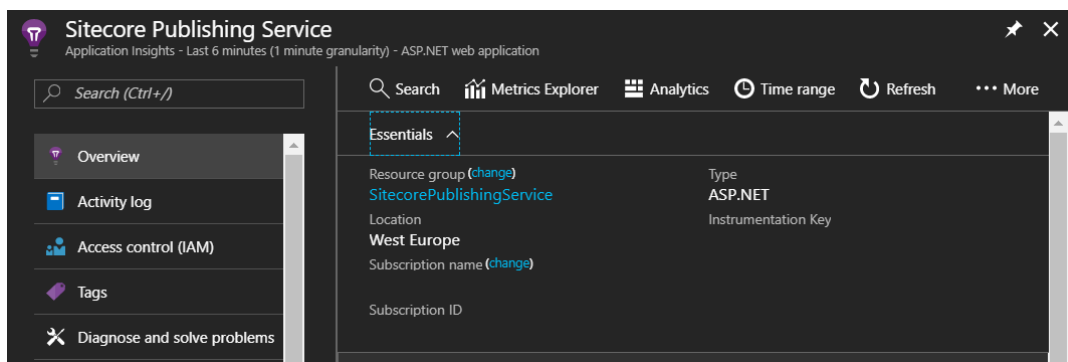 Sitecore Publishing Service
Application Insights - Last 6 minutes (1 minute granularity) - ASP.NET web application
Search (Ctrl+/)
Overview
Activity log
Access control (IAM)
Tags
Diagnose and solve problems
Search Metrics Explorer Analytics Time range Refresh ··· More
Essentials
Resource group (change)
SitecorePublishingService
Location
West Europe
Subscription name (change)
Subscription ID
Type
ASP.NET
Instrumentation Key